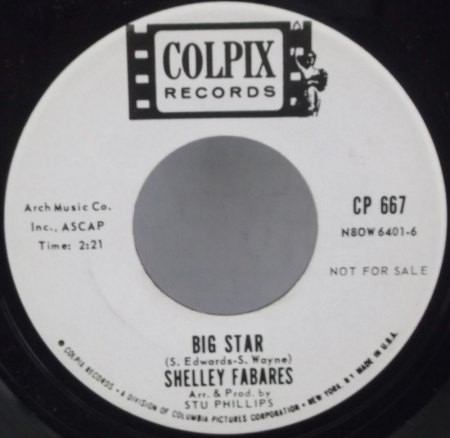 COLPIX
RECORDS
Arch Music Co.
Inc., ASCAP
Time: 2:21
CP 667
N8OW 6401-6
NOT FOR SALE
BIG STAR
(S. Edwards-S. Wayne)
SHELLEY FABARES
Arr. & Prod. by
STU PHILLIPS
© COLPIX RECORDS - A DIVISION OF COLUMBIA PICTURES CORPORATION - NEW YORK, N.Y. MADE IN U.S.A.